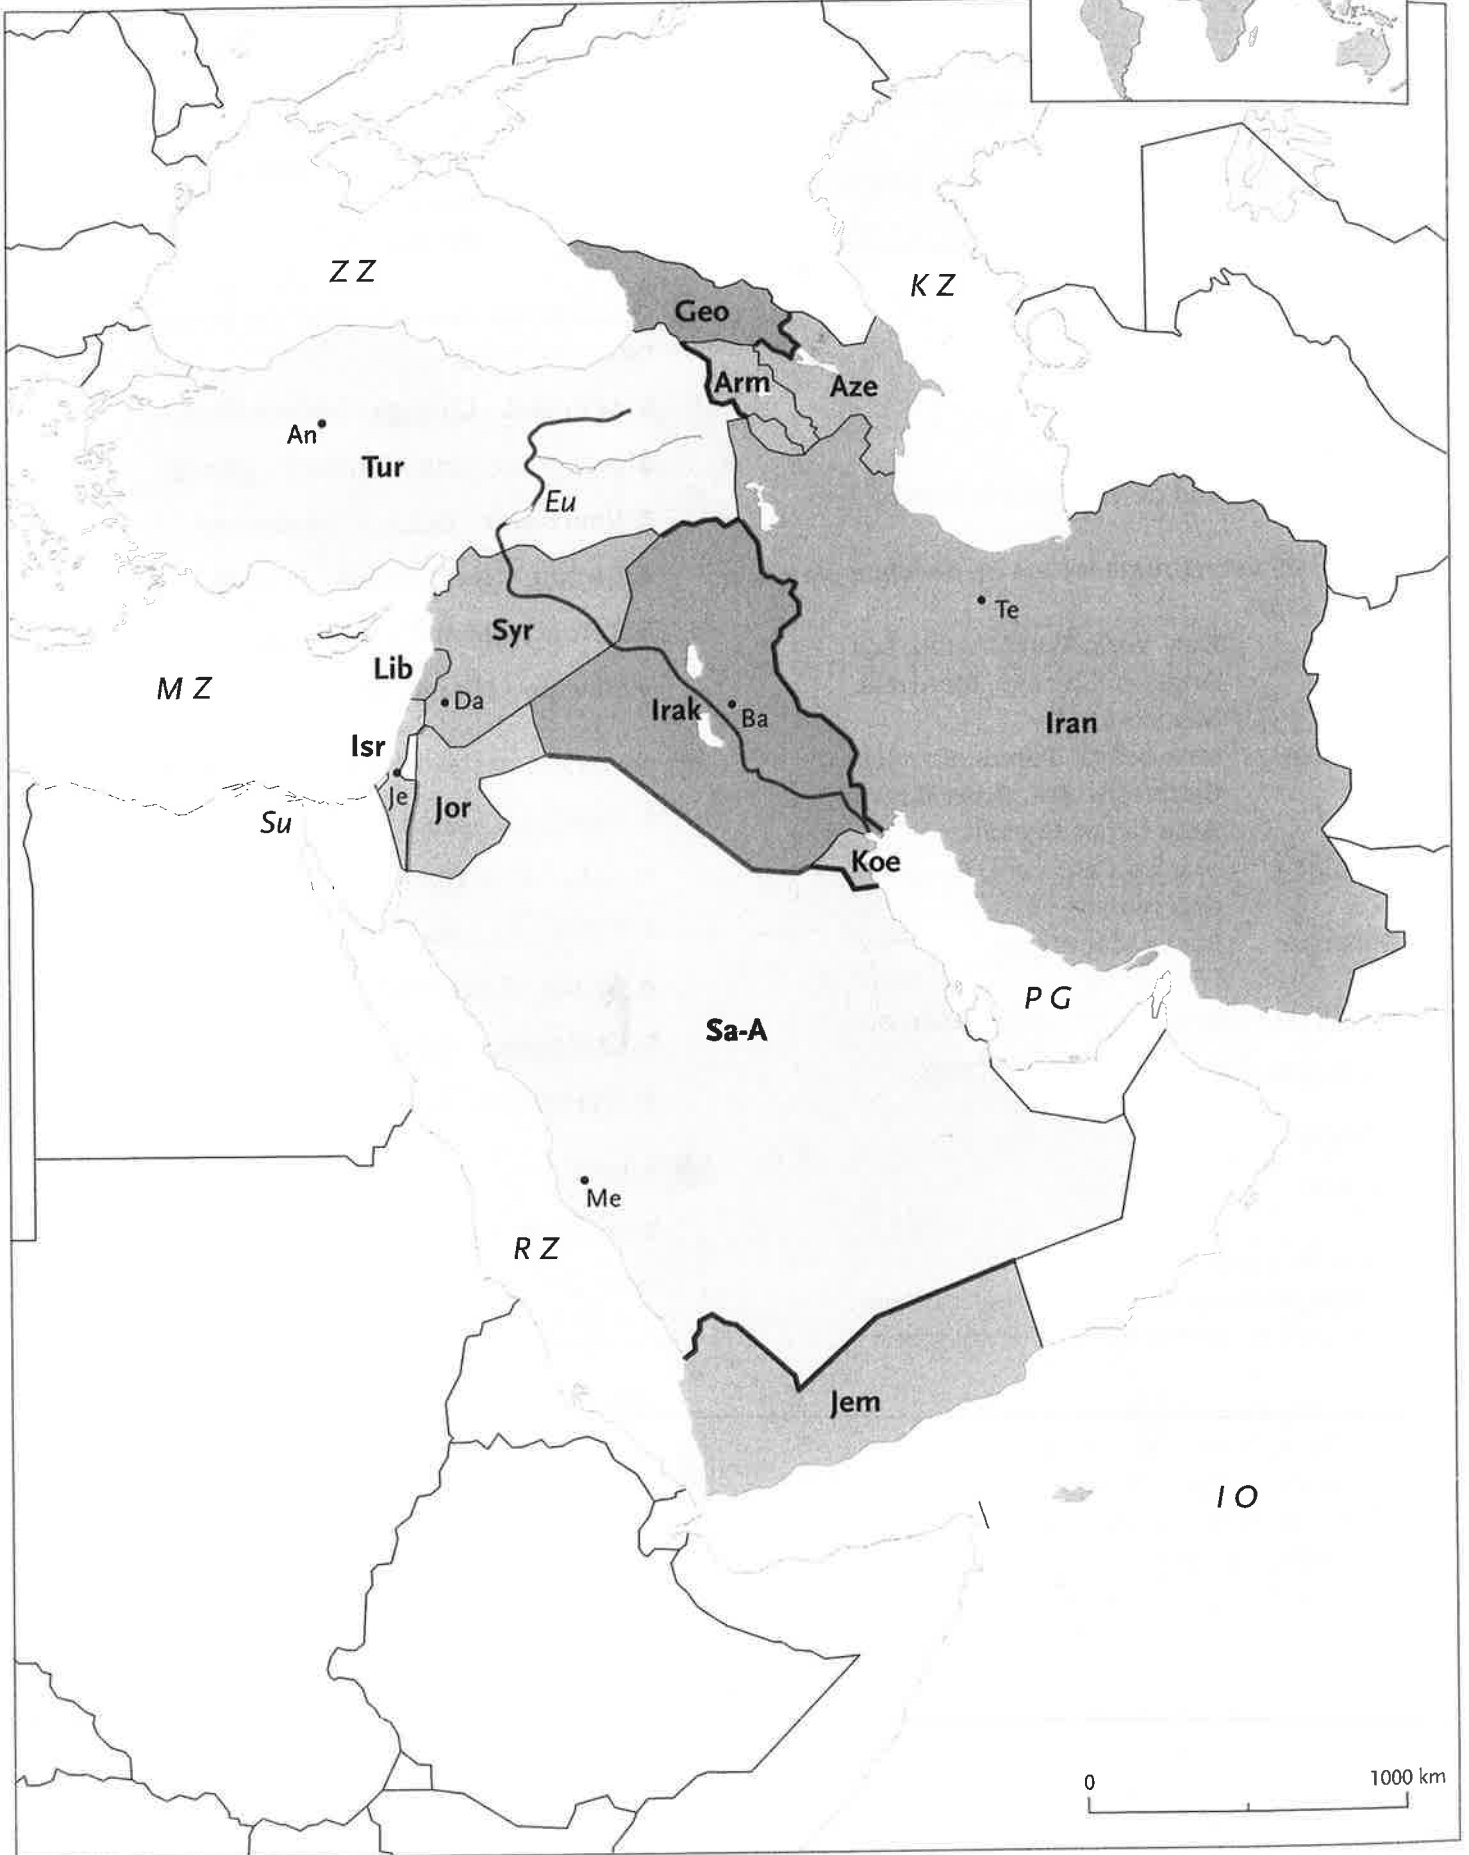 Z Z
K Z
Geo
Arm
Aze
An
Tur
Eu
Te
Syr
Lib
M Z
Da
Irak
Ba
Iran
Isr
Je
Jor
Su
Koe
P G
Sa-A
Me
R Z
Jem
I O
0
1000 km